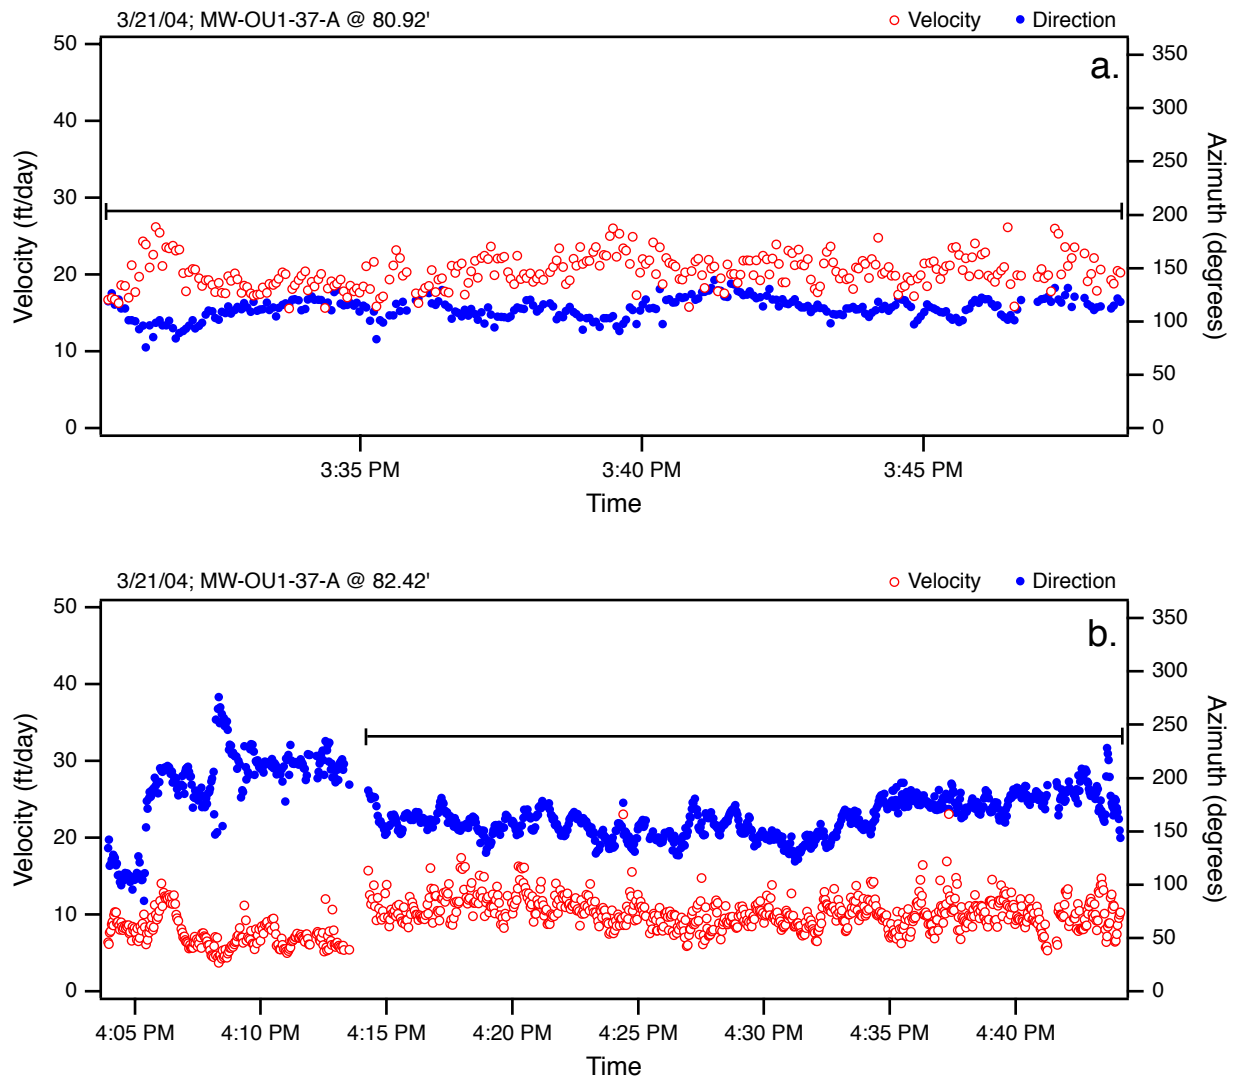 3/21/04; MW-OU1-37-A @ 80.92' Velocity Direction
a.
50
40
30
20
10
0
Velocity (ft/day)
350
300
250
200
150
100
50
0
Azimuth (degrees)
3:35 PM 3:40 PM 3:45 PM
Time
3/21/04; MW-OU1-37-A @ 82.42' Velocity Direction
b.
50
40
30
20
10
0
Velocity (ft/day)
350
300
250
200
150
100
50
0
Azimuth (degrees)
4:05 PM 4:10 PM 4:15 PM 4:20 PM 4:25 PM 4:30 PM 4:35 PM 4:40 PM
Time